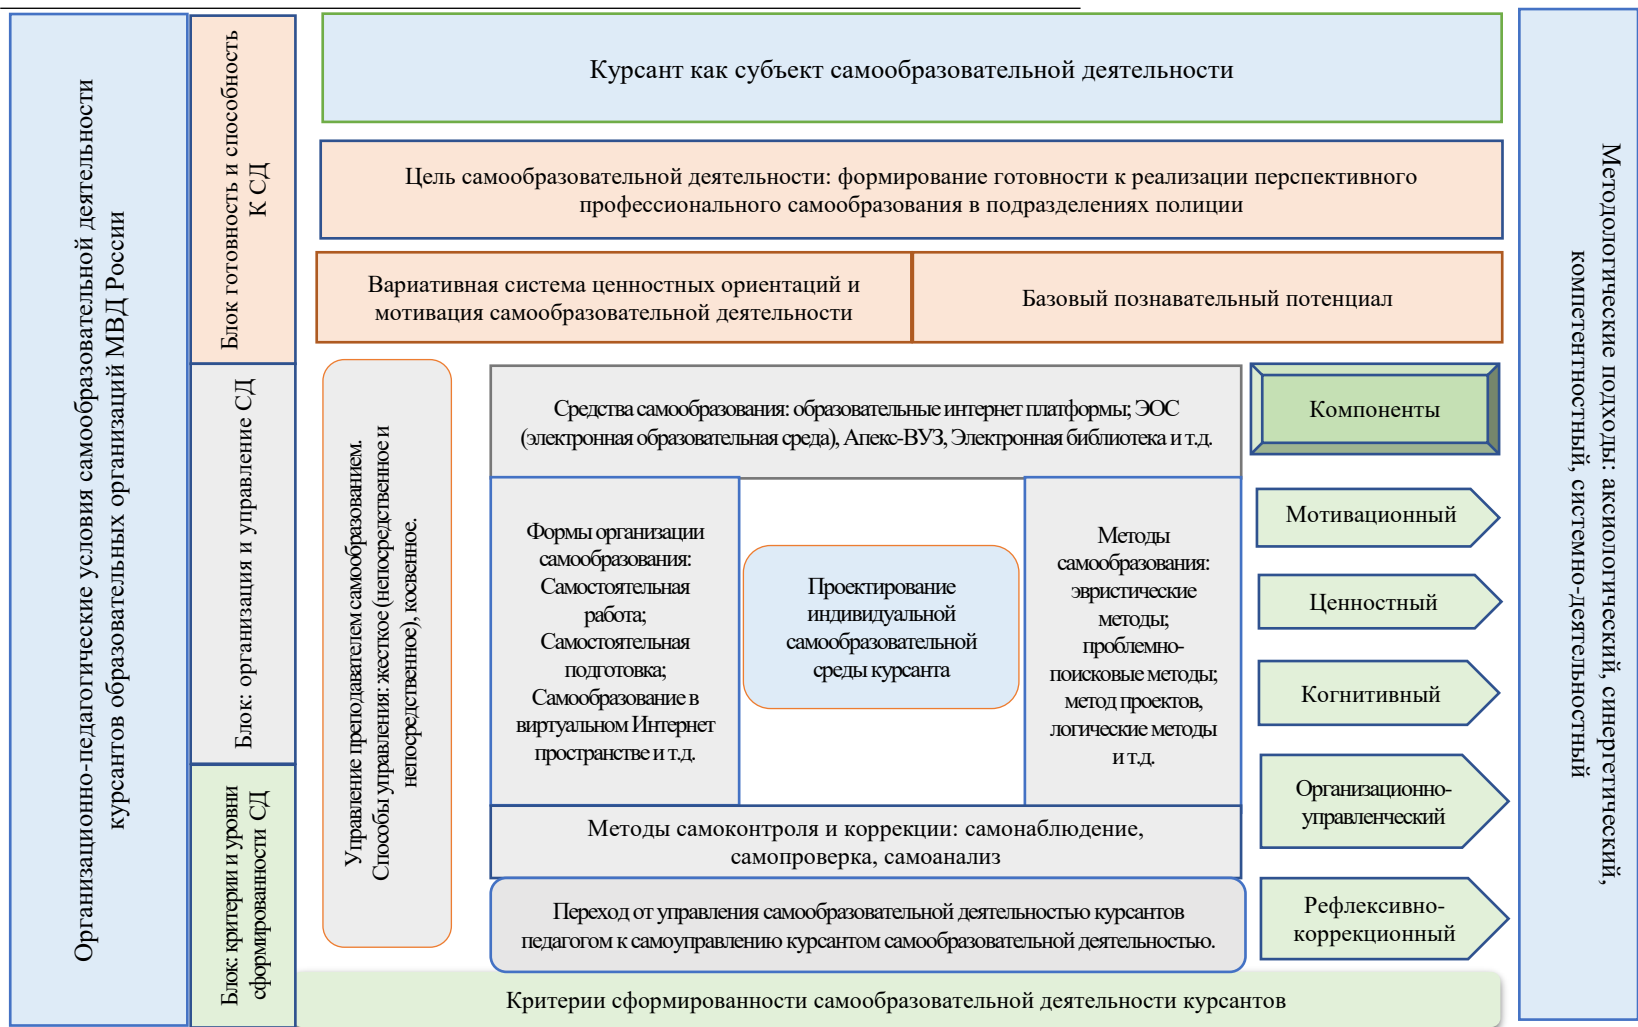 Организационно-педагогические условия самообразовательной деятельности
курсантов образовательных организаций МВД России
Блок готовности и способность
К СД
Блок: организация и управление СД
Блок: критерии и уровни
сформированности СД
Курсант как субъект самообразовательной деятельности
Цель самообразовательной деятельности: формирование готовности к реализации перспективного
профессионального самообразования в подразделениях полиции
Вариативная система ценностных ориентаций и
мотивация самообразовательной деятельности
Базовый познавательный потенциал
Управление преподавателем самообразованием.
Способы управления: жесткое (непосредственное и
непосредственное), косвенное.
Средства самообразования: образовательные интернет платформы; ЭОС
(электронная образовательная среда), Апекс-ВУЗ, Электронная библиотека и т.д.
Формы организации
самообразования:
Самостоятельная
работа;
Самостоятельная
подготовка;
Самообразование в
виртуальном Интернет
пространстве и т.д.
Проектирование
индивидуальной
самообразовательной
среды курсанта
Методы
самообразования:
эвристические
методы;
проблемно-
поисковые методы;
метод проектов,
логические методы
и т.д.
Методы самоконтроля и коррекции: самонаблюдение,
самопроверка, самоанализ
Переход от управления самообразовательной деятельностью курсантов
педагогом к самоуправлению курсантом самообразовательной деятельностью.
Компоненты
Мотивационный
Ценностный
Когнитивный
Организационно-
управленческий
Рефлексивно-
коррекционный
Критерии сформированности самообразовательной деятельности курсантов
Методологические подходы: аксиологический, синергетический,
компетентностный, системно-деятельностный